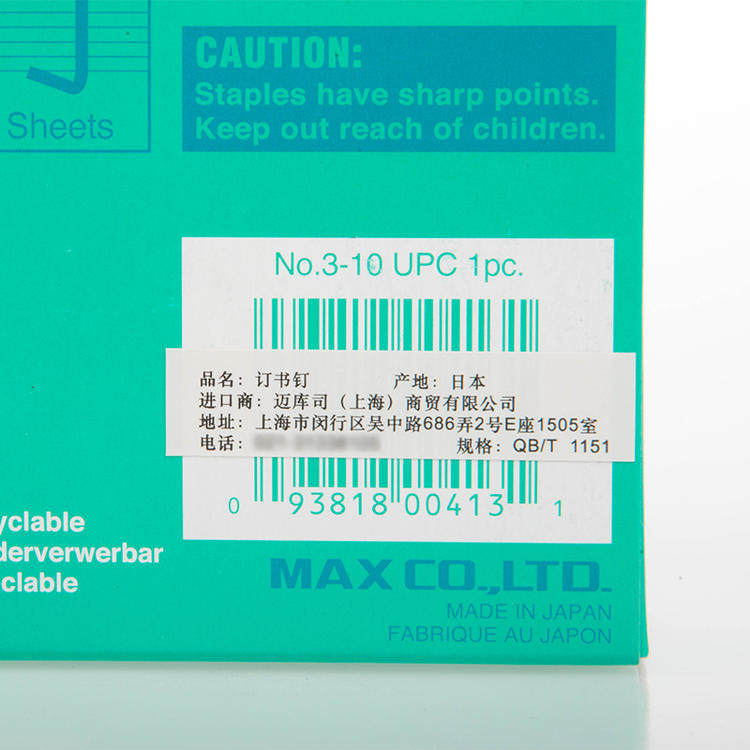 CAUTION:
Staples have sharp points.
Keep out reach of children.
Sheets
No.3-10 UPC 1pc.
品名：订书钉 产地：日本
进口商：迈库司（上海）商贸有限公司
地址：上海市闵行区吴中路686弄2号E座1505室
电话： 规格：QB/T 1151
0 93818 00413 1
yclable
derverwerbar
clable
MAX CO.,LTD.
MADE IN JAPAN
FABRIQUE AU JAPON